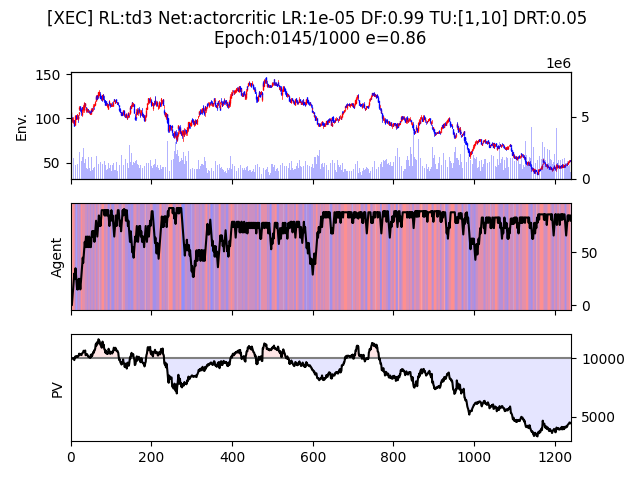 [XEC] RL:td3 Net:actorcritic LR:1e-05 DF:0.99 TU:[1,10] DRT:0.05
Epoch:0145/1000 e=0.86
1e6
150
100
50
Env.
5
0
Agent
50
0
PV
10000
5000
0 200 400 600 800 1000 1200